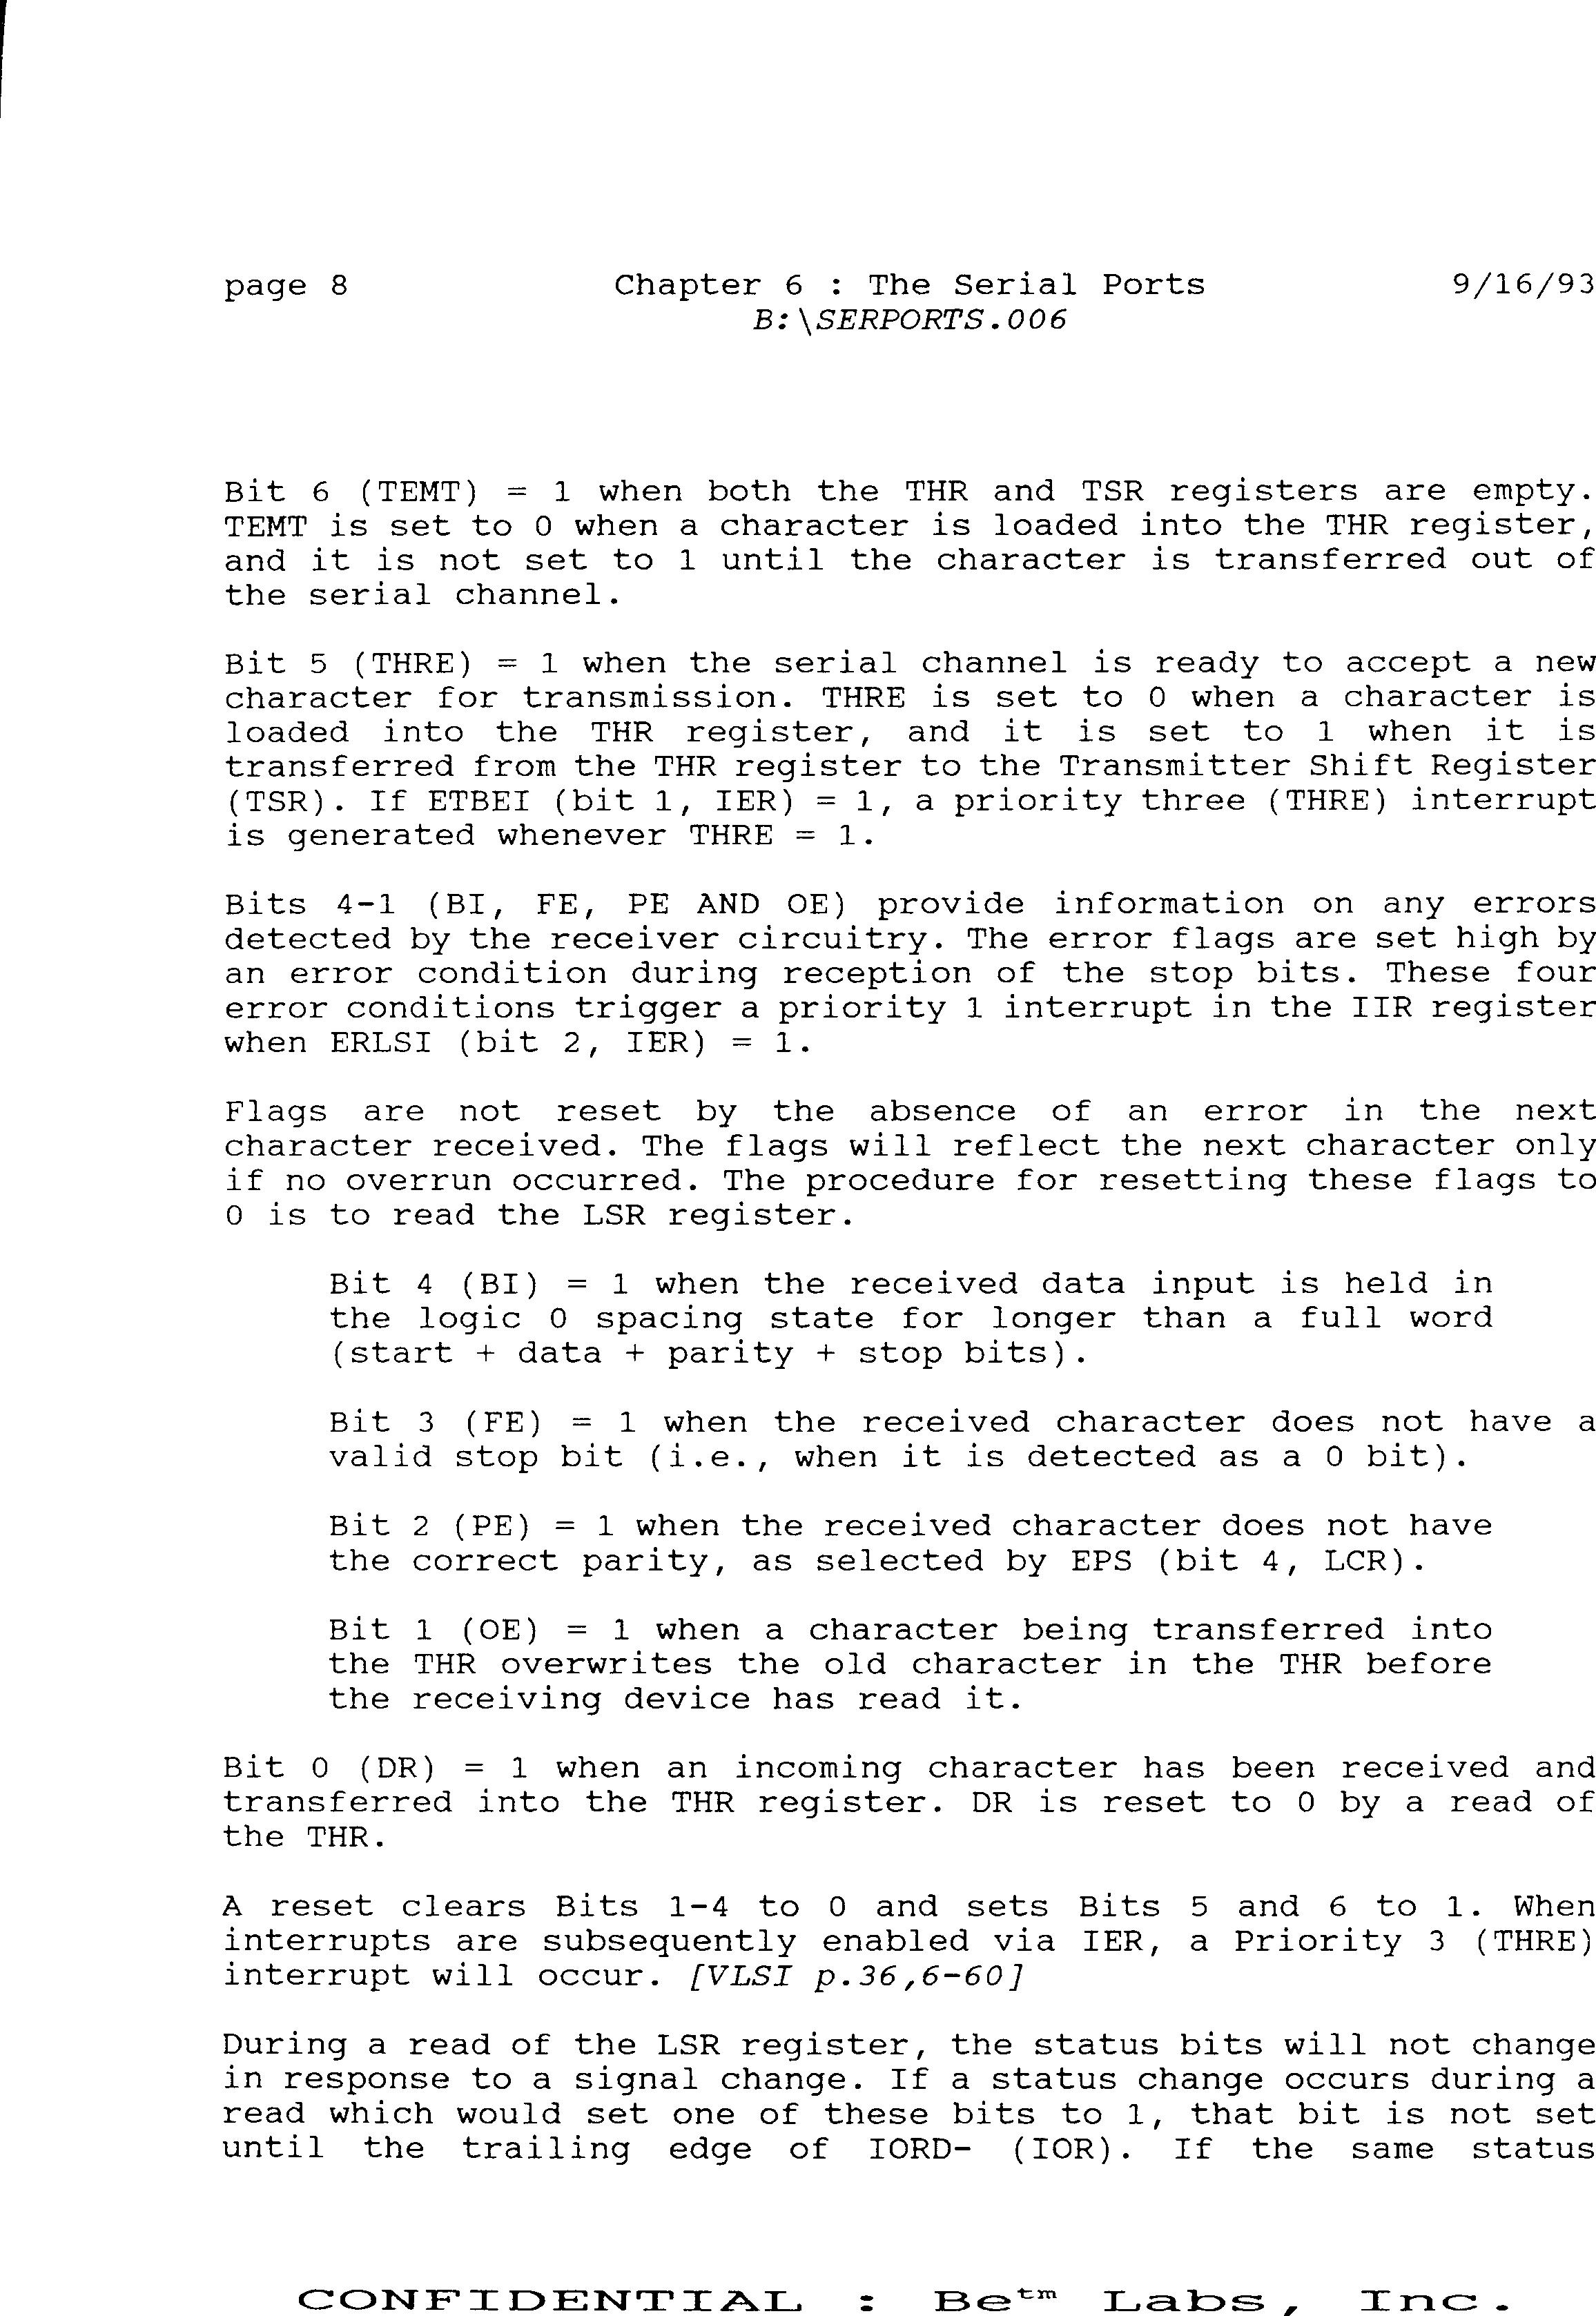 page 8 Chapter 6 : The Serial Ports 9/16/93
B:\SERPORTS.006
Bit 6 (TEMT) = 1 when both the THR and TSR registers are empty.
TEMT is set to 0 when a character is loaded into the THR register,
and it is not set to 1 until the character is transferred out of
the serial channel.
Bit 5 (THRE) = 1 when the serial channel is ready to accept a new
character for transmission. THRE is set to 0 when a character is
loaded into the THR register, and it is set to 1 when it is
transferred from the THR register to the Transmitter Shift Register
(TSR). If ETBEI (bit 1, IER) = 1, a priority three (THRE) interrupt
is generated whenever THRE = 1.
Bits 4-1 (BI, FE, PE AND OE) provide information on any errors
detected by the receiver circuitry. The error flags are set high by
an error condition during reception of the stop bits. These four
error conditions trigger a priority 1 interrupt in the IIR register
when ERLSI (bit 2, IER) = 1.
Flags are not reset by the absence of an error in the next
character received. The flags will reflect the next character only
if no overrun occurred. The procedure for resetting these flags to
0 is to read the LSR register.
Bit 4 (BI) = 1 when the received data input is held in
the logic 0 spacing state for longer than a full word
(start + data + parity + stop bits).
Bit 3 (FE) = 1 when the received character does not have a
valid stop bit (i.e., when it is detected as a 0 bit).
Bit 2 (PE) = 1 when the received character does not have
the correct parity, as selected by EPS (bit 4, LCR).
Bit 1 (OE) = 1 when a character being transferred into
the THR overwrites the old character in the THR before
the receiving device has read it.
Bit 0 (DR) = 1 when an incoming character has been received and
transferred into the THR register. DR is reset to 0 by a read of
the THR.
A reset clears Bits 1-4 to 0 and sets Bits 5 and 6 to 1. When
interrupts are subsequently enabled via IER, a Priority 3 (THRE)
interrupt will occur. [VLSI p.36,6-60]
During a read of the LSR register, the status bits will not change
in response to a signal change. If a status change occurs during a
read which would set one of these bits to 1, that bit is not set
until the trailing edge of IORD- (IOR). If the same status
CONFIDENTIAL : Be™ Labs, Inc.